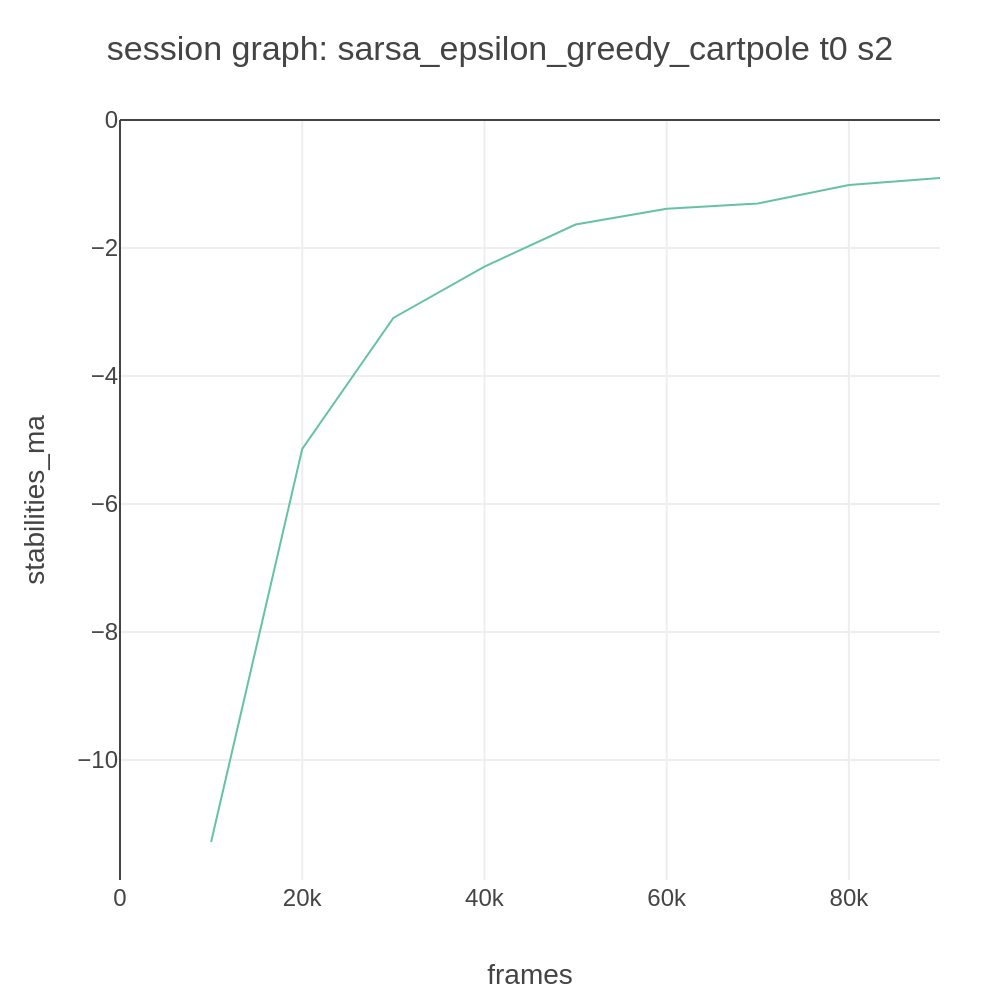 session graph: sarsa_epsilon_greedy_cartpole t0 s2
0
−2
−4
−6
−8
−10
stabilities_ma
0
20k
40k
60k
80k
frames